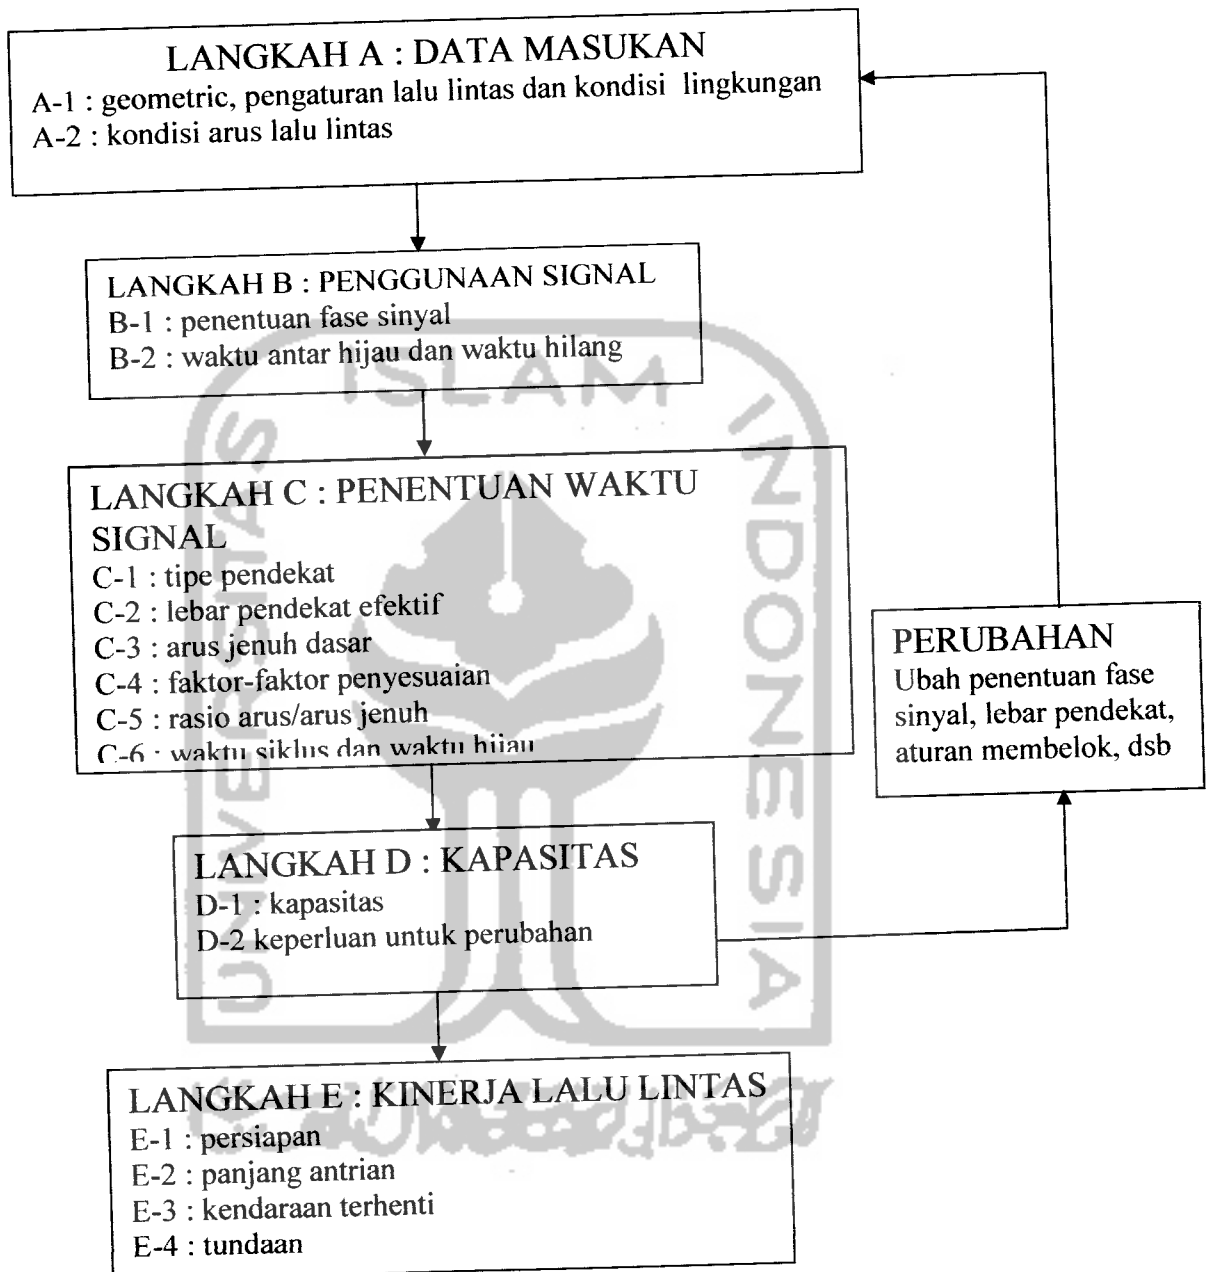 LANGKAH A : DATA MASUKAN
A-1 : geometric, pengaturan lalu lintas dan kondisi lingkungan
A-2 : kondisi arus lalu lintas
LANGKAH B : PENGGUNAAN SIGNAL
B-1 : penentuan fase sinyal
B-2 : waktu antar hijau dan waktu hilang
LANGKAH C : PENENTUAN WAKTU
SIGNAL
C-1 : tipe pendekat
C-2 : lebar pendekat efektif
C-3 : arus jenuh dasar
C-4 : faktor-faktor penyesuaian
C-5 : rasio arus/arus jenuh
C-6 : waktu siklus dan waktu hijau
PERUBAHAN
Ubah penentuan fase
sinyal, lebar pendekat,
aturan membelok, dsb
LANGKAH D : KAPASITAS
D-1 : kapasitas
D-2 keperluan untuk perubahan
LANGKAH E : KINERJA LALU LINTAS
E-1 : persiapan
E-2 : panjang antrian
E-3 : kendaraan terhenti
E-4 : tundaan
UNIVERSITAS
ISLAM
INDONESIA